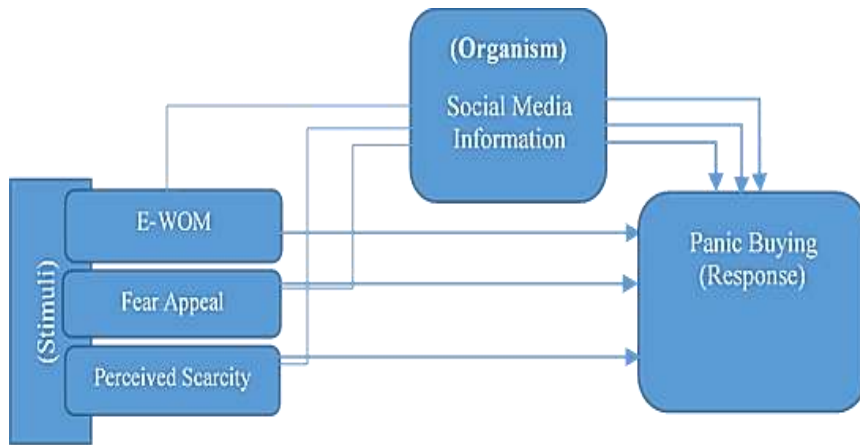 (Organism)
Social Media
Information
(Stimuli)
E-WOM
Fear Appeal
Perceived Scarcity
Panic Buying
(Response)